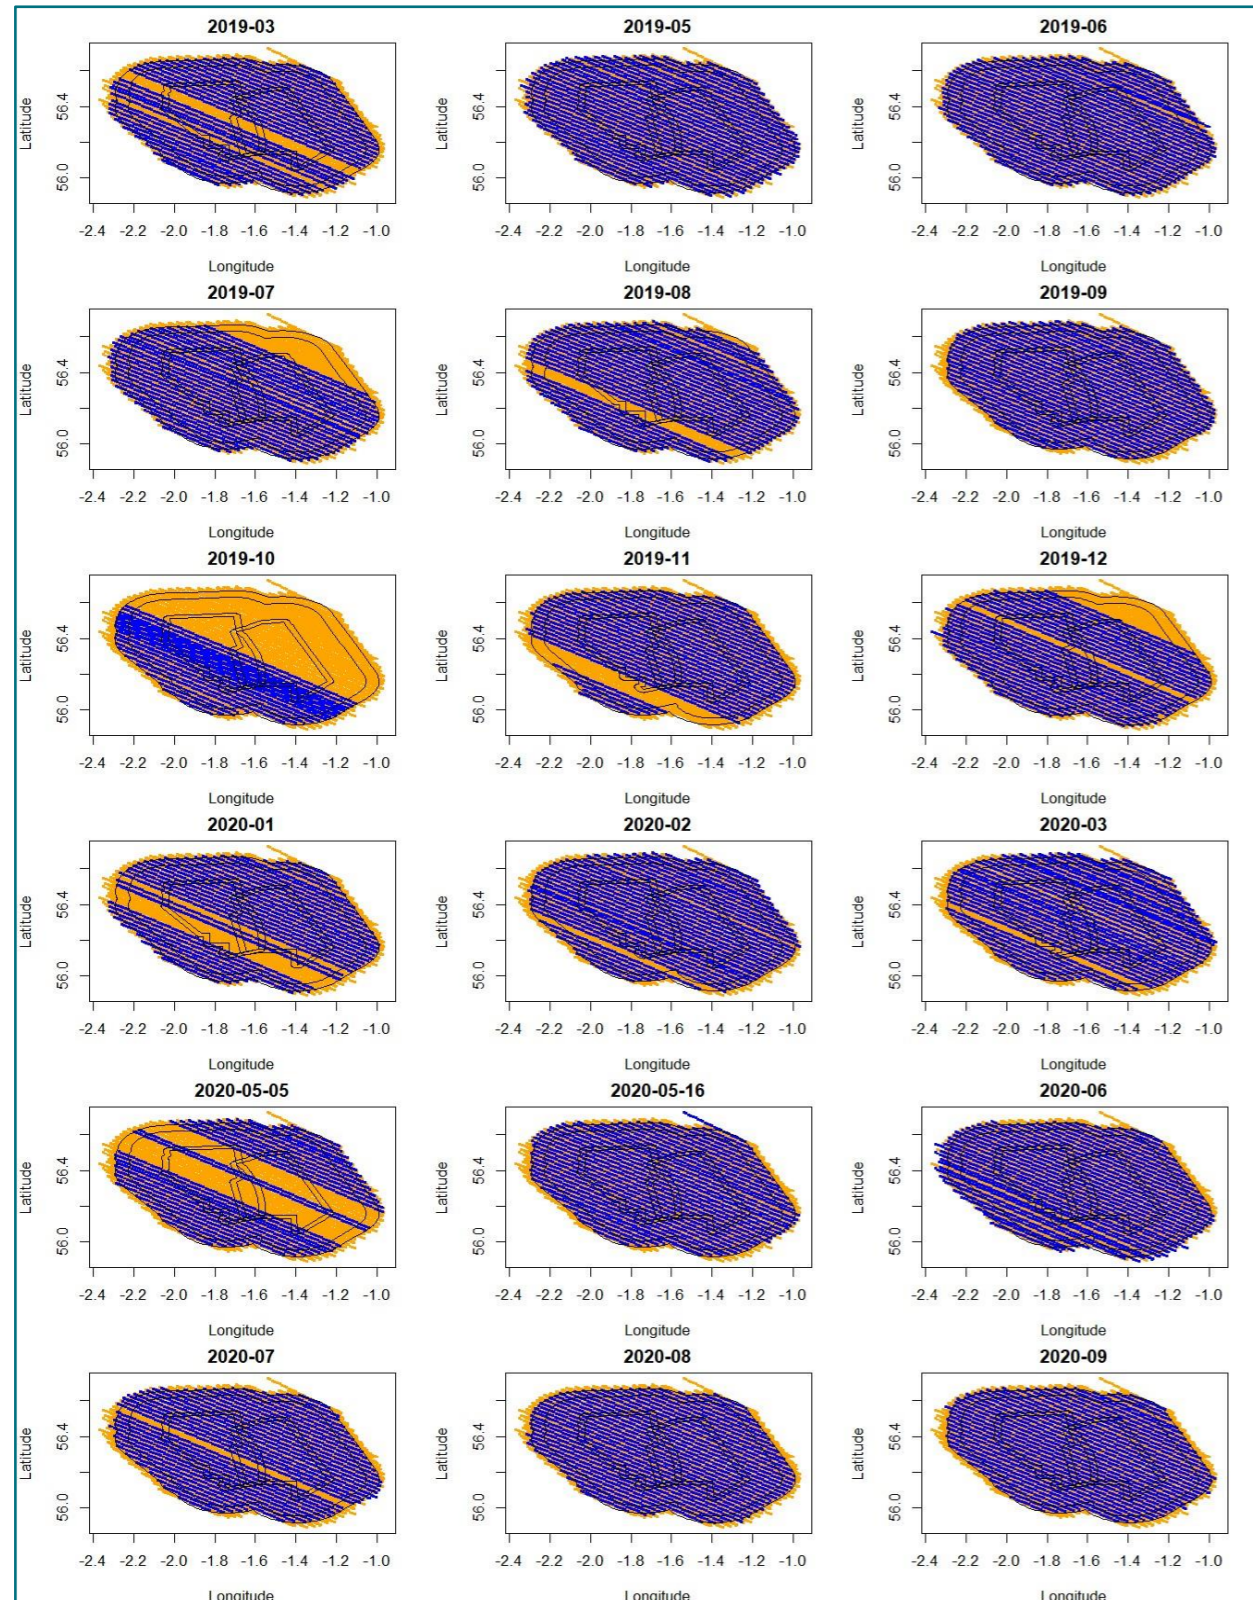 2019-03 2019-05 2019-06
Latitude 56.4 56.0 Latitude 56.4 56.0 Latitude 56.4 56.0
-2.4 -2.2 -2.0 -1.8 -1.6 -1.4 -1.2 -1.0 -2.4 -2.2 -2.0 -1.8 -1.6 -1.4 -1.2 -1.0 -2.4 -2.2 -2.0 -1.8 -1.6 -1.4 -1.2 -1.0
Longitude Longitude Longitude
2019-07 2019-08 2019-09
Latitude 56.4 56.0 Latitude 56.4 56.0 Latitude 56.4 56.0
-2.4 -2.2 -2.0 -1.8 -1.6 -1.4 -1.2 -1.0 -2.4 -2.2 -2.0 -1.8 -1.6 -1.4 -1.2 -1.0 -2.4 -2.2 -2.0 -1.8 -1.6 -1.4 -1.2 -1.0
Longitude Longitude Longitude
2019-10 2019-11 2019-12
Latitude 56.4 56.0 Latitude 56.4 56.0 Latitude 56.4 56.0
-2.4 -2.2 -2.0 -1.8 -1.6 -1.4 -1.2 -1.0 -2.4 -2.2 -2.0 -1.8 -1.6 -1.4 -1.2 -1.0 -2.4 -2.2 -2.0 -1.8 -1.6 -1.4 -1.2 -1.0
Longitude Longitude Longitude
2020-01 2020-02 2020-03
Latitude 56.4 56.0 Latitude 56.4 56.0 Latitude 56.4 56.0
-2.4 -2.2 -2.0 -1.8 -1.6 -1.4 -1.2 -1.0 -2.4 -2.2 -2.0 -1.8 -1.6 -1.4 -1.2 -1.0 -2.4 -2.2 -2.0 -1.8 -1.6 -1.4 -1.2 -1.0
Longitude Longitude Longitude
2020-05-05 2020-05-16 2020-06
Latitude 56.4 56.0 Latitude 56.4 56.0 Latitude 56.4 56.0
-2.4 -2.2 -2.0 -1.8 -1.6 -1.4 -1.2 -1.0 -2.4 -2.2 -2.0 -1.8 -1.6 -1.4 -1.2 -1.0 -2.4 -2.2 -2.0 -1.8 -1.6 -1.4 -1.2 -1.0
Longitude Longitude Longitude
2020-07 2020-08 2020-09
Latitude 56.4 56.0 Latitude 56.4 56.0 Latitude 56.4 56.0
-2.4 -2.2 -2.0 -1.8 -1.6 -1.4 -1.2 -1.0 -2.4 -2.2 -2.0 -1.8 -1.6 -1.4 -1.2 -1.0 -2.4 -2.2 -2.0 -1.8 -1.6 -1.4 -1.2 -1.0
Longitude Longitude Longitude